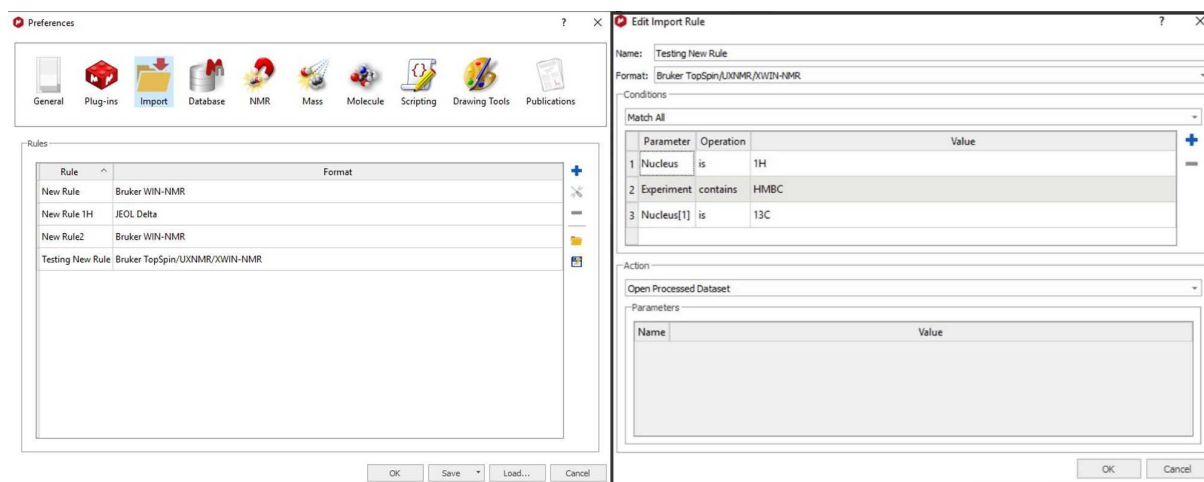 Preferences
?
×
General Plug-ins Import Database NMR Mass Molecule Scripting Drawing Tools Publications
Rules
Rule Format
New Rule Bruker WIN-NMR
New Rule 1H JEOL Delta
New Rule2 Bruker WIN-NMR
Testing New Rule Bruker TopSpin/UXNMR/XWIN-NMR
OK Save Load... Cancel
Edit Import Rule
?
×
Name: Testing New Rule
Format: Bruker TopSpin/UXNMR/XWIN-NMR
Conditions
Match All
Parameter Operation Value
1 Nucleus is 1H
2 Experiment contains HMBC
3 Nucleus[1] is 13C
Action
Open Processed Dataset
Parameters
Name Value
OK Cancel